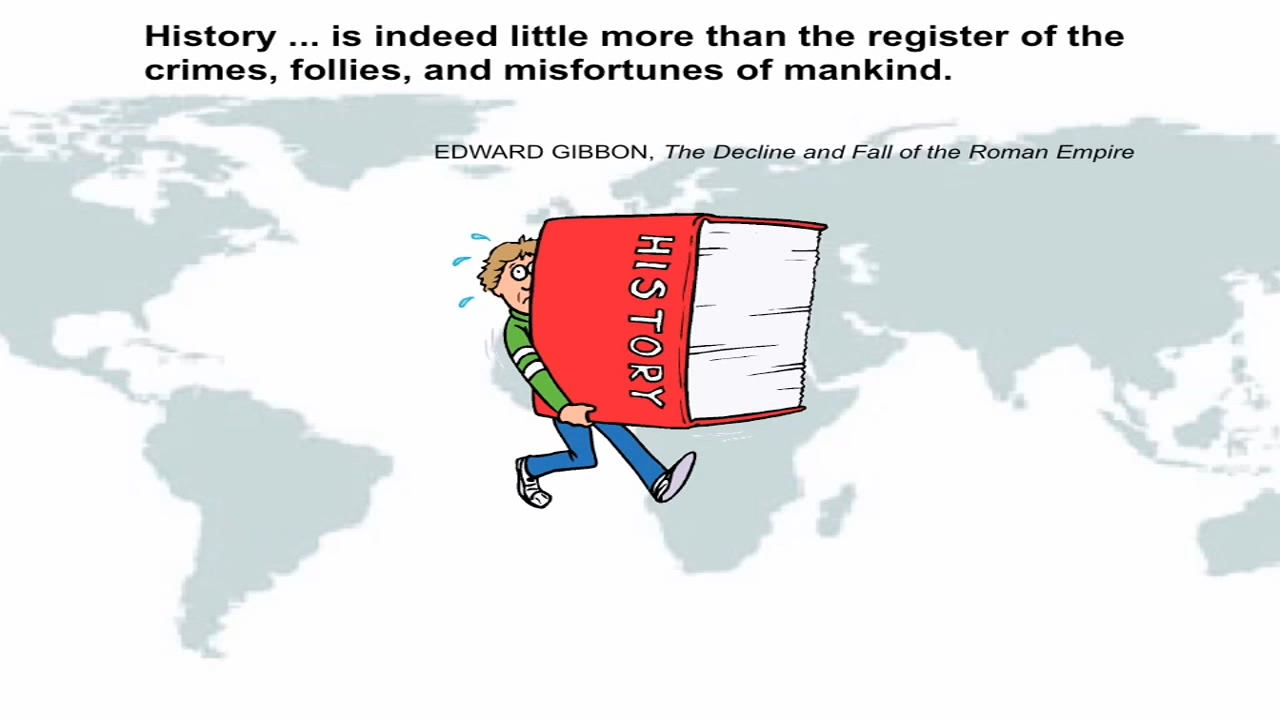 History ... is indeed little more than the register of the
crimes, follies, and misfortunes of mankind.
EDWARD GIBBON, The Decline and Fall of the Roman Empire
HISTORY